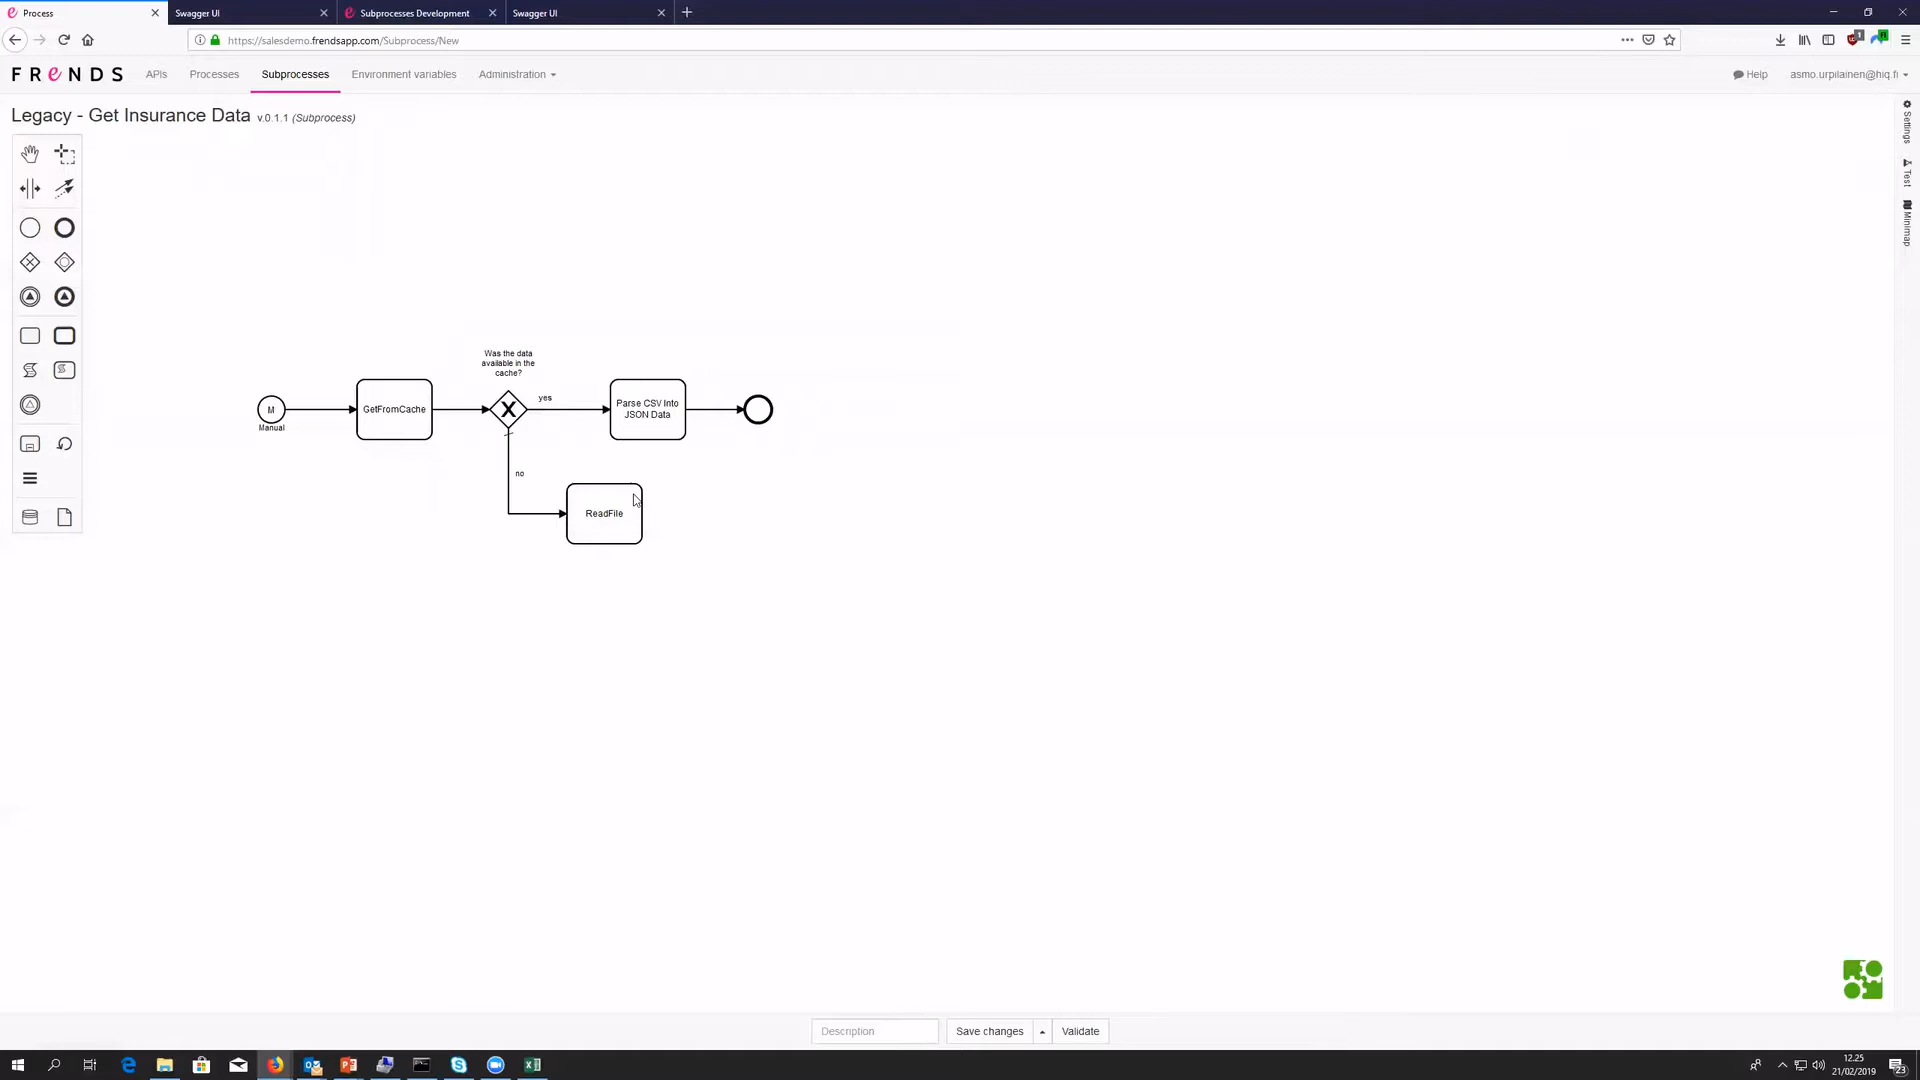 Process
Swagger UI
Subprocesses Development
Swagger UI
https://salesdemo.frendsapp.com/Subprocess/New
FReNDS
APIs
Processes
Subprocesses
Environment variables
Administration
Help
asmo.urpilainen@hiq.fi
Legacy - Get Insurance Data v.0.1.1 (Subprocess)
Settings
Test
Minimap
Was the data
available in the
cache?
M
Manual
GetFromCache
X
yes
Parse CSV Into
JSON Data
no
ReadFile
Description
Save changes
Validate
12.25
21/02/2019
23